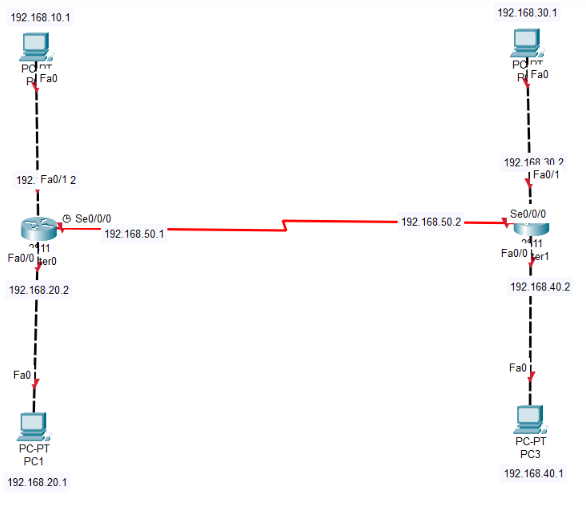 192.168.10.1
Fa0
Fa0/1
Se0/0/0
192.168.50.1
Fa0/0
192.168.20.2
Fa0
PC-PT
PC1
192.168.20.1
192.168.30.1
Fa0
192.168.30.2
Fa0/1
192.168.50.2
Se0/0/0
Fa0/0
192.168.40.2
Fa0
PC-PT
PC3
192.168.40.1